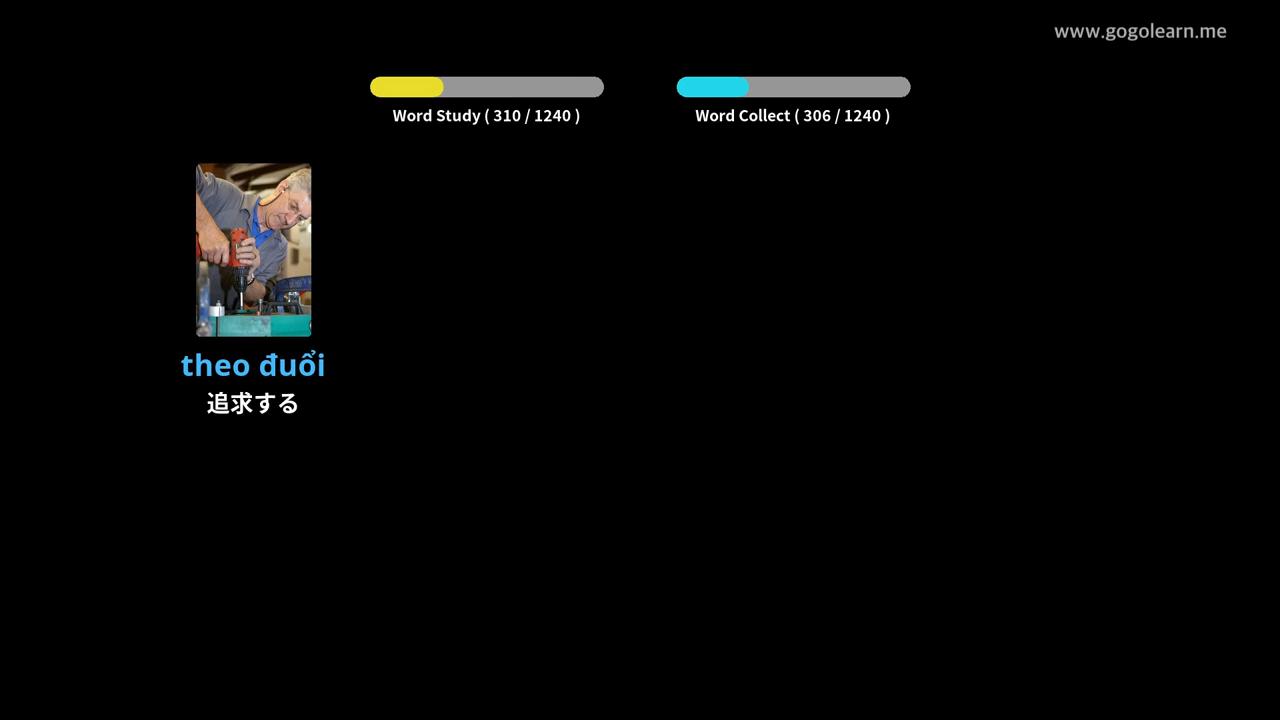 www.gogolearn.me
Word Study ( 310 / 1240 )
Word Collect ( 306 / 1240 )
theo đuổi
追求する